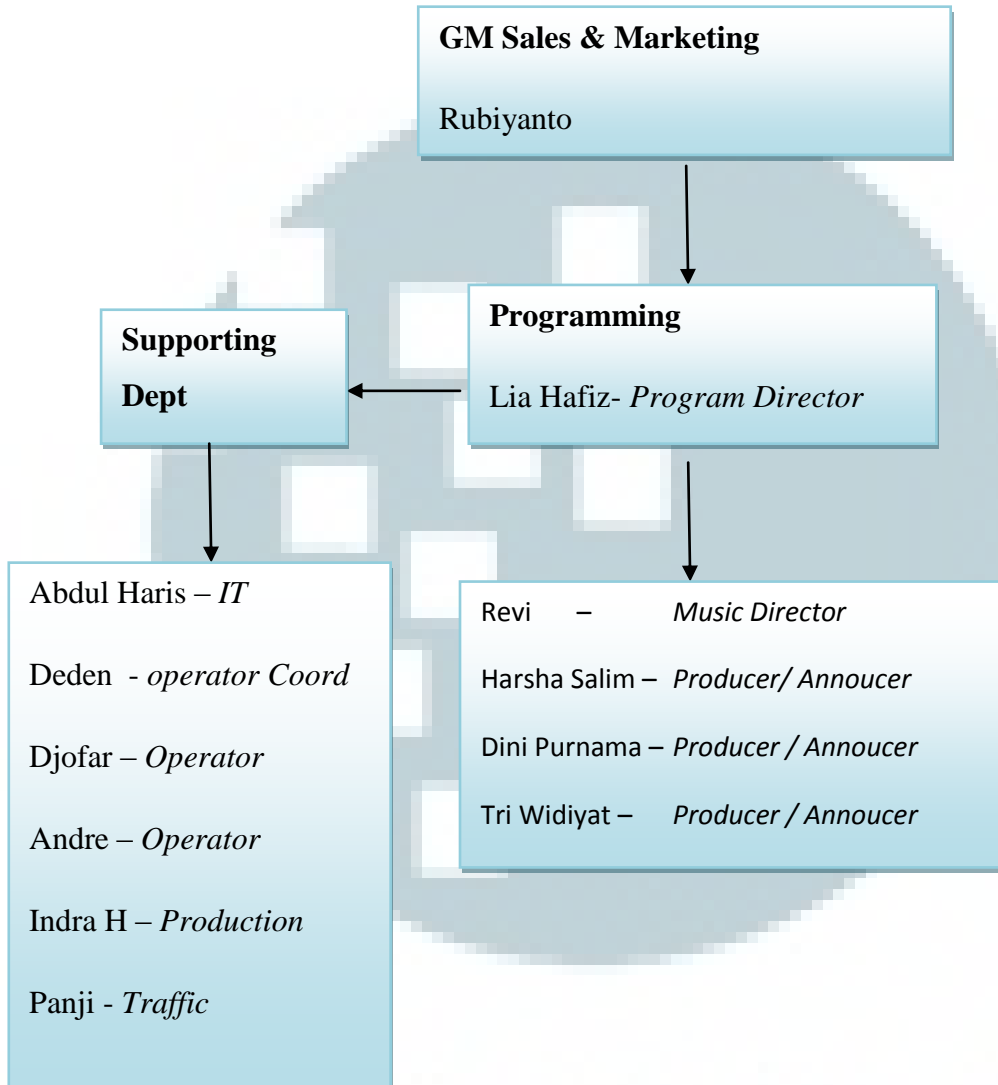 GM Sales & Marketing
Rubiyanto
Programming
Lia Hafiz- Program Director
Supporting
Dept
Abdul Haris – IT
Deden - operator Coord
Djofar – Operator
Andre – Operator
Indra H – Production
Panji - Traffic
Revi – Music Director
Harsha Salim – Producer/ Annoucer
Dini Purnama – Producer / Annoucer
Tri Widiyat – Producer / Annoucer